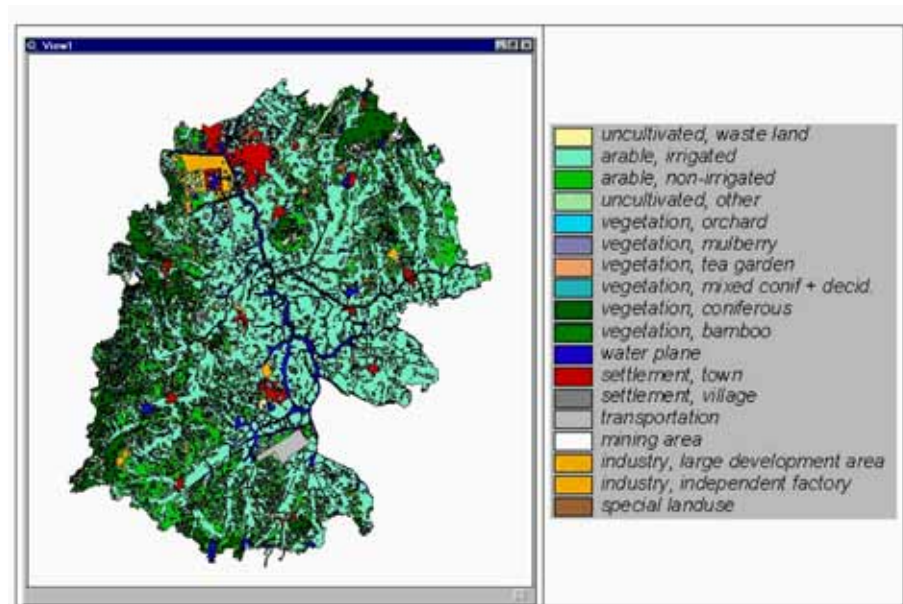 View1
uncultivated, waste land
arable, irrigated
arable, non-irrigated
uncultivated, other
vegetation, orchard
vegetation, mulberry
vegetation, tea garden
vegetation, mixed conif + decid.
vegetation, coniferous
vegetation, bamboo
water plane
settlement, town
settlement, village
transportation
mining area
industry, large development area
industry, independent factory
special landuse